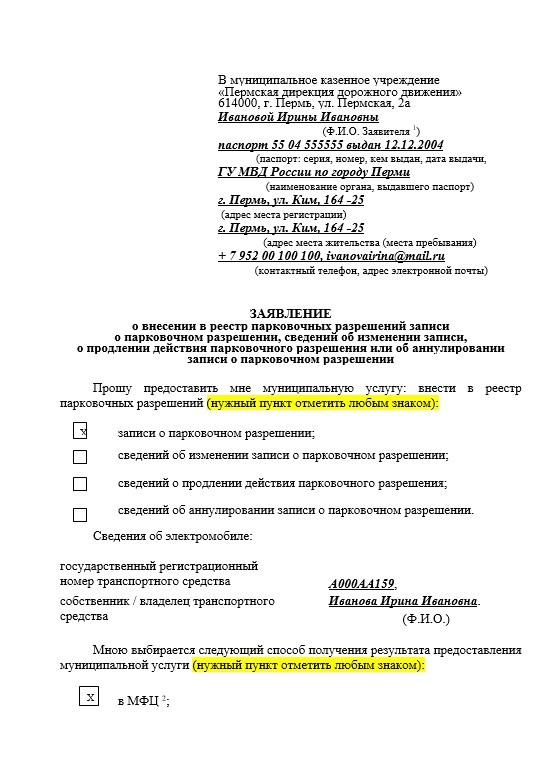 В муниципальное казенное учреждение
«Пермская дирекция дорожного движения»
614000, г. Пермь, ул. Пермская, 2а
Ивановой Ирины Ивановны
(Ф.И.О. Заявителя ¹)
паспорт 55 04 555555 выдан 12.12.2004
(паспорт: серия, номер, кем выдан, дата выдачи,
ГУ МВД России по городу Перми
(наименование органа, выдавшего паспорт)
г. Пермь, ул. Ким, 164 -25
(адрес места регистрации)
г. Пермь, ул. Ким, 164 -25
(адрес места жительства (места пребывания)
+ 7 952 00 100 100, ivanovairina@mail.ru
(контактный телефон, адрес электронной почты)
ЗАЯВЛЕНИЕ
о внесении в реестр парковочных разрешений записи
о парковочном разрешении, сведений об изменении записи,
о продлении действия парковочного разрешения или об аннулировании
записи о парковочном разрешении
Прошу предоставить мне муниципальную услугу: внести в реестр
парковочных разрешений (нужный пункт отметить любым знаком):
х записи о парковочном разрешении;
сведений об изменении записи о парковочном разрешении;
сведений о продлении действия парковочного разрешения;
сведений об аннулировании записи о парковочном разрешении.
Сведения об электромобиле:
государственный регистрационный
номер транспортного средства А000АА159,
собственник / владелец транспортного Иванова Ирина Ивановна.
средства (Ф.И.О.)
Мною выбирается следующий способ получения результата предоставления
муниципальной услуги (нужный пункт отметить любым знаком):
х в МФЦ ²;